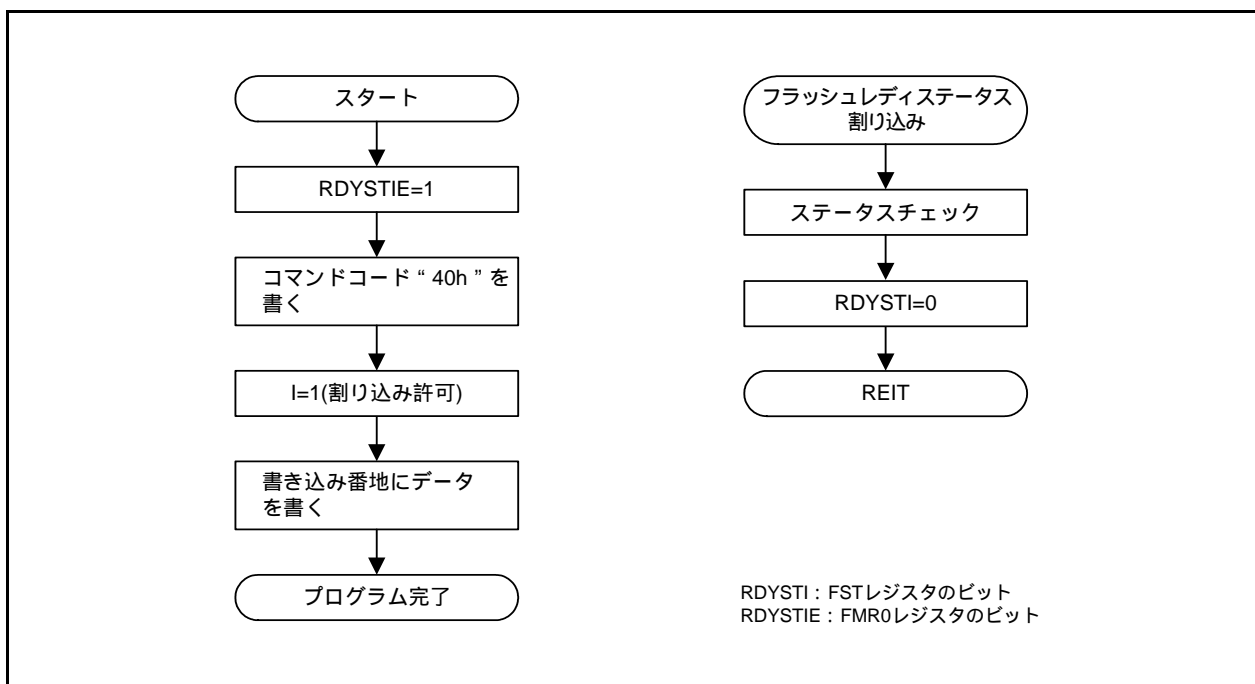 スタート
RDYSTIE=1
コマンドコード“40h”を
書く
I=1(割り込み許可)
書き込み番地にデータ
を書く
プログラム完了
フラッシュレディステータス
割り込み
ステータスチェック
RDYSTI=0
REIT
RDYSTI：FSTレジスタのビット
RDYSTIE：FMR0レジスタのビット